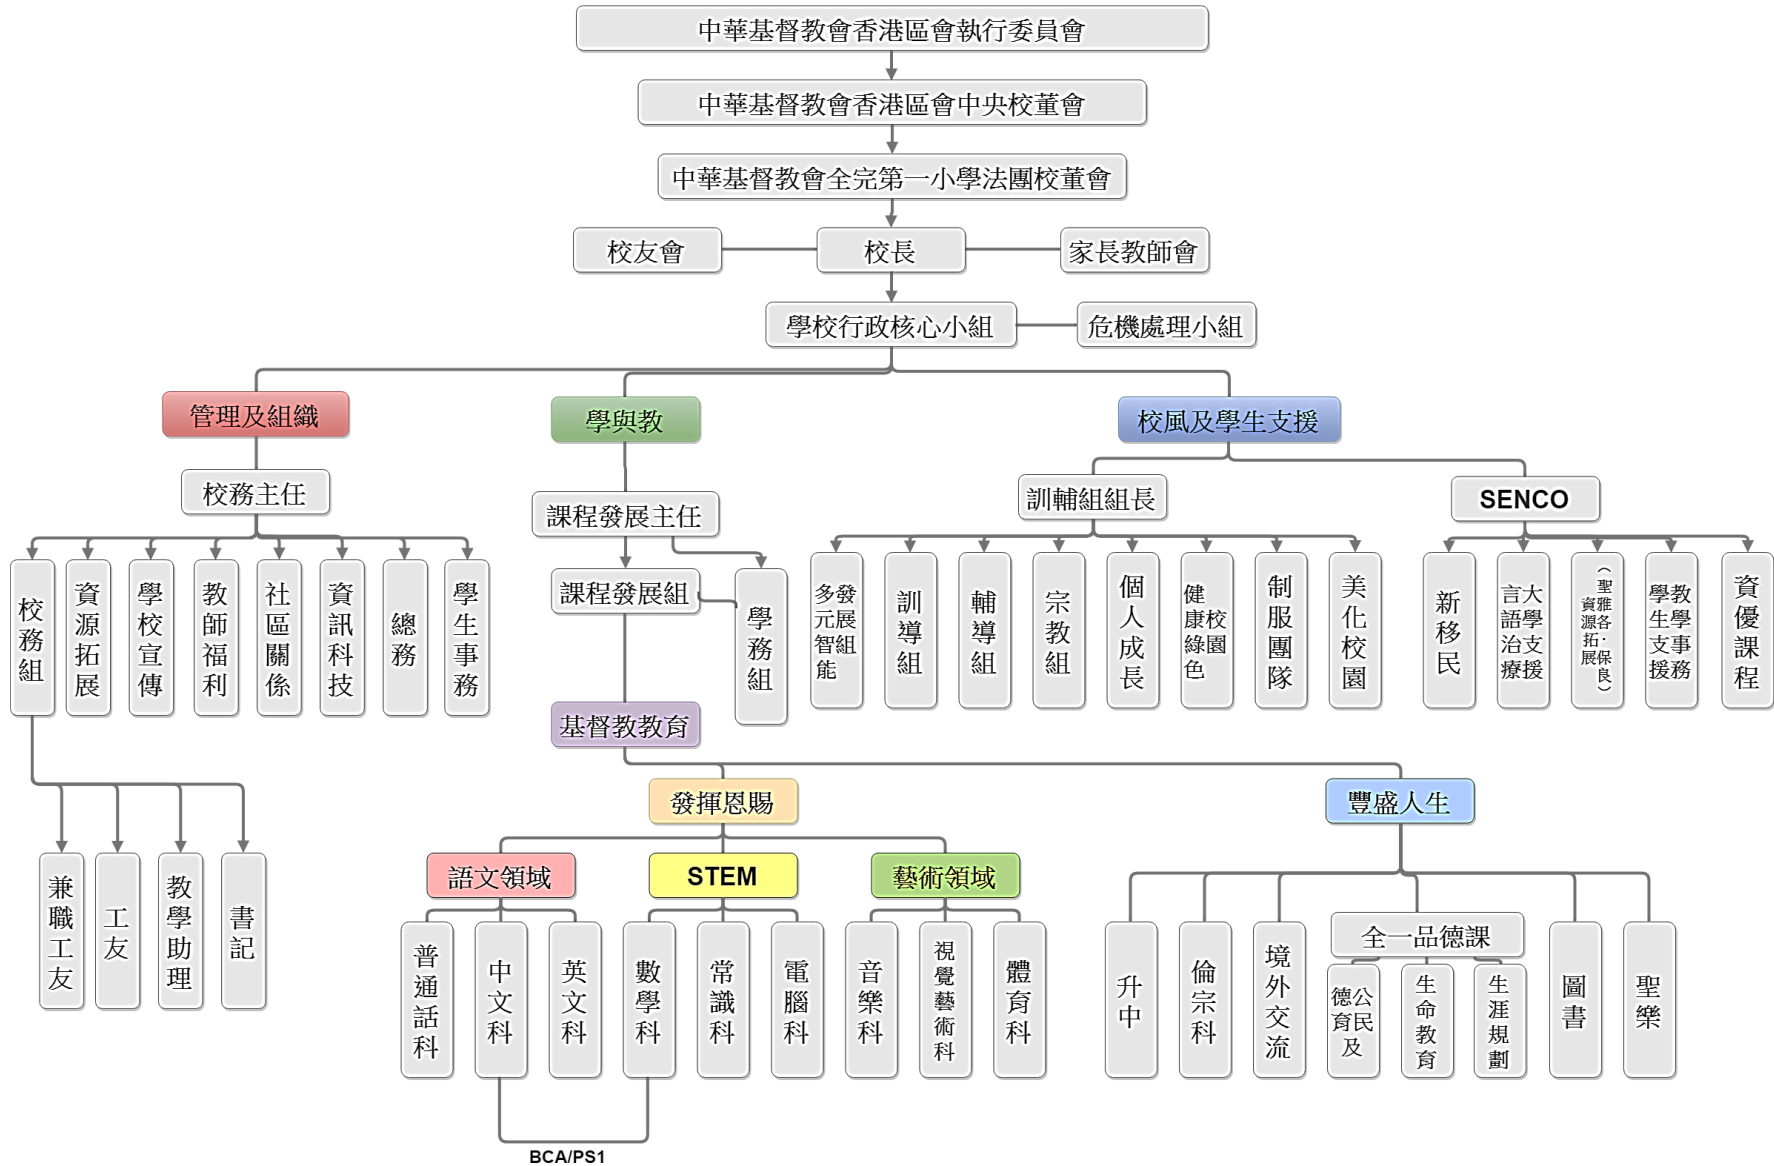 中華基督教會香港區會執行委員會
中華基督教會香港區會中央校董會
中華基督教會全完第一小學法團校董會
校友會
校長
家長教師會
學校行政核心小組
危機處理小組
管理及組織
學與教
校風及學生支援
校務主任
課程發展主任
訓輔組組長
SENCO
校務組
資源拓展
學校宣傳
教師福利
社區關係
資訊科技
總務
學生事務
課程發展組
學務組
發展組
多元智能
訓導組
輔導組
宗教組
個人成長
校園
健康綠色
制服團隊
美化校園
新移民
大學支援
言語治療
（聖雅各·保良）
資源拓展
教學事務
學生支援
資優課程
基督教教育
發揮恩賜
豐盛人生
兼職工友
工友
教學助理
書記
語文領域
STEM
藝術領域
普通話科
中文科
英文科
數學科
常識科
電腦科
音樂科
視覺藝術科
體育科
升中
倫宗科
境外交流
全一品德課
公民及
德育
生命教育
生涯規劃
圖書
聖樂
BCA/PS1